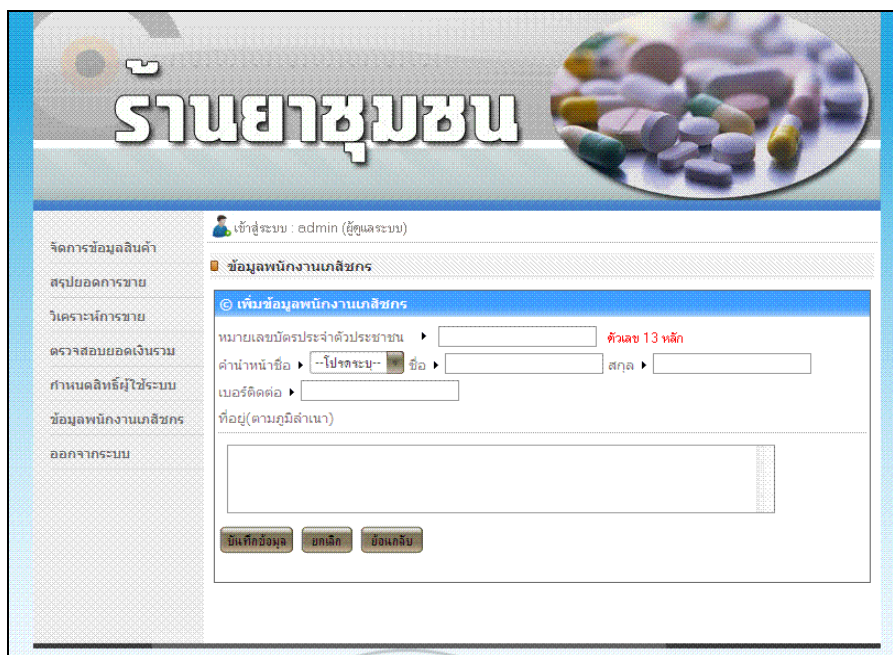 ร้านยาชุมชน
เข้าสู่ระบบ : admin (ผู้ดูแลระบบ)
จัดการข้อมูลสินค้า
สรุปยอดการขาย
วิเคราะห์การขาย
ตรวจสอบยอดเงินรวม
กำหนดสิทธิ์ผู้ใช้ระบบ
ข้อมูลพนักงานเภสัชกร
ออกจากระบบ
ข้อมูลพนักงานเภสัชกร
© เพิ่มข้อมูลพนักงานเภสัชกร
หมายเลขบัตรประจำตัวประชาชน ตัวเลข 13 หลัก
คำนำหน้าชื่อ --โปรดระบุ-- ชื่อ สกุล
เบอร์ติดต่อ
ที่อยู่(ตามภูมิลำเนา)
บันทึกข้อมูล ยกเลิก ย้อนกลับ